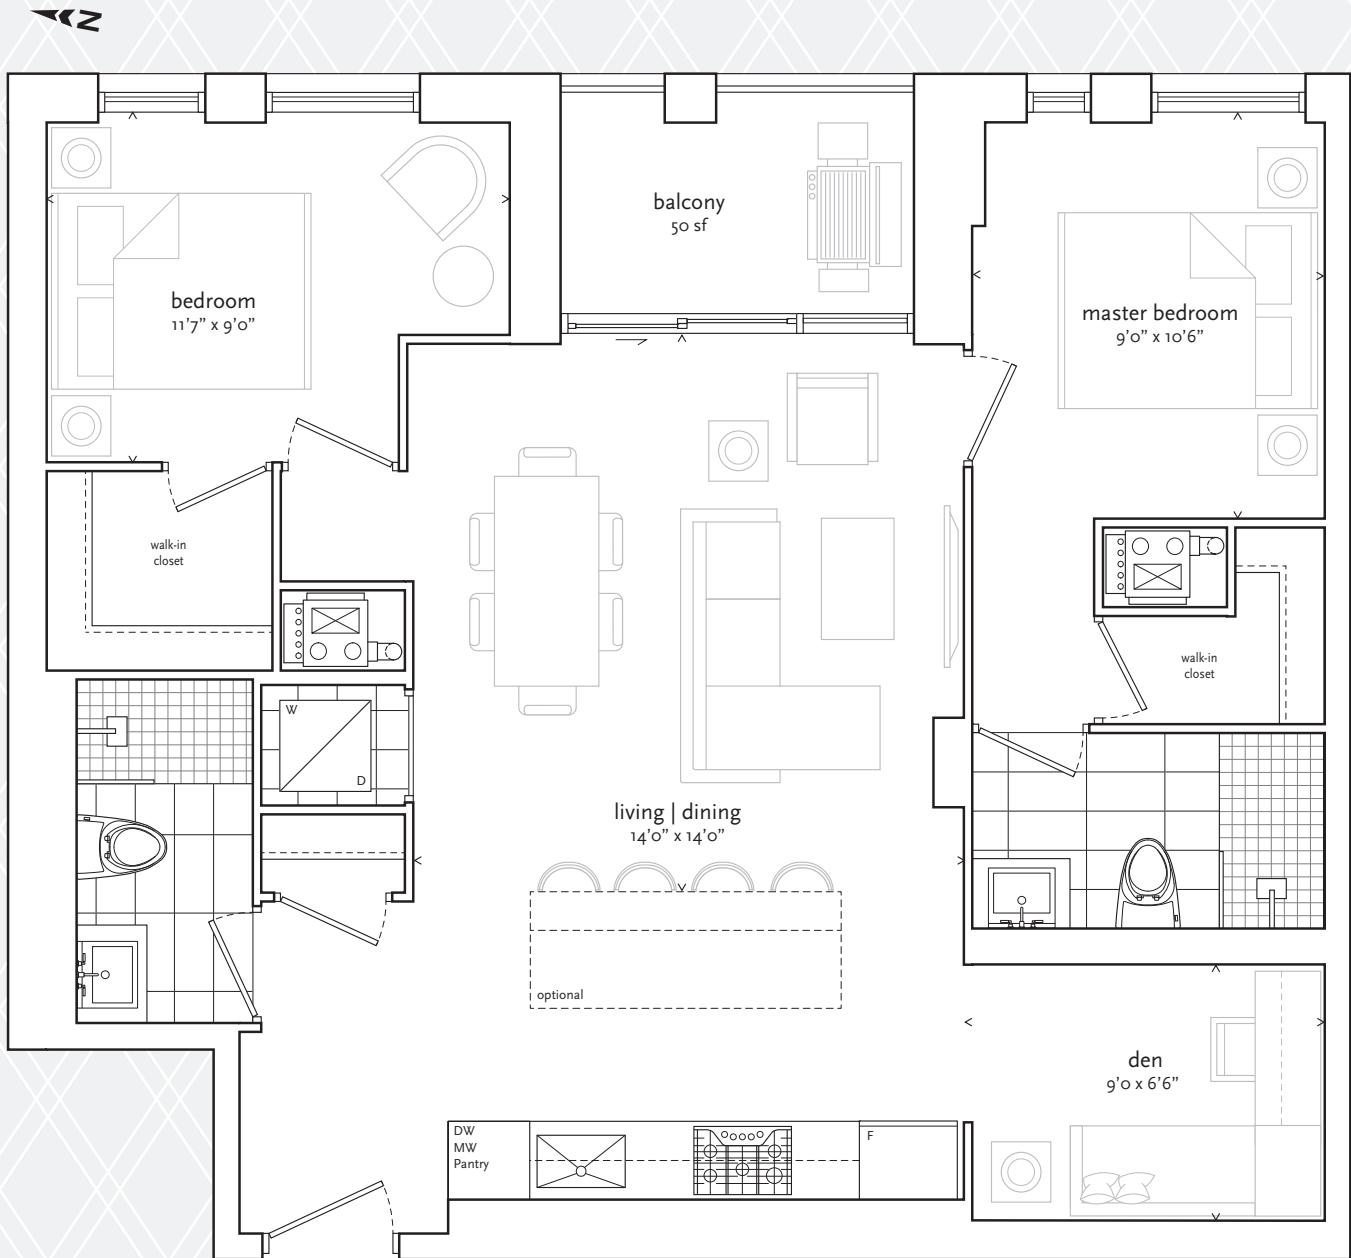 N
balcony
50 sf
bedroom
11’7” x 9’0”
master bedroom
9’0” x 10’6”
walk-in
closet
walk-in
closet
W
D
living | dining
14’0” x 14’0”
optional
den
9’0 x 6’6”
DW
MW
Pantry
F